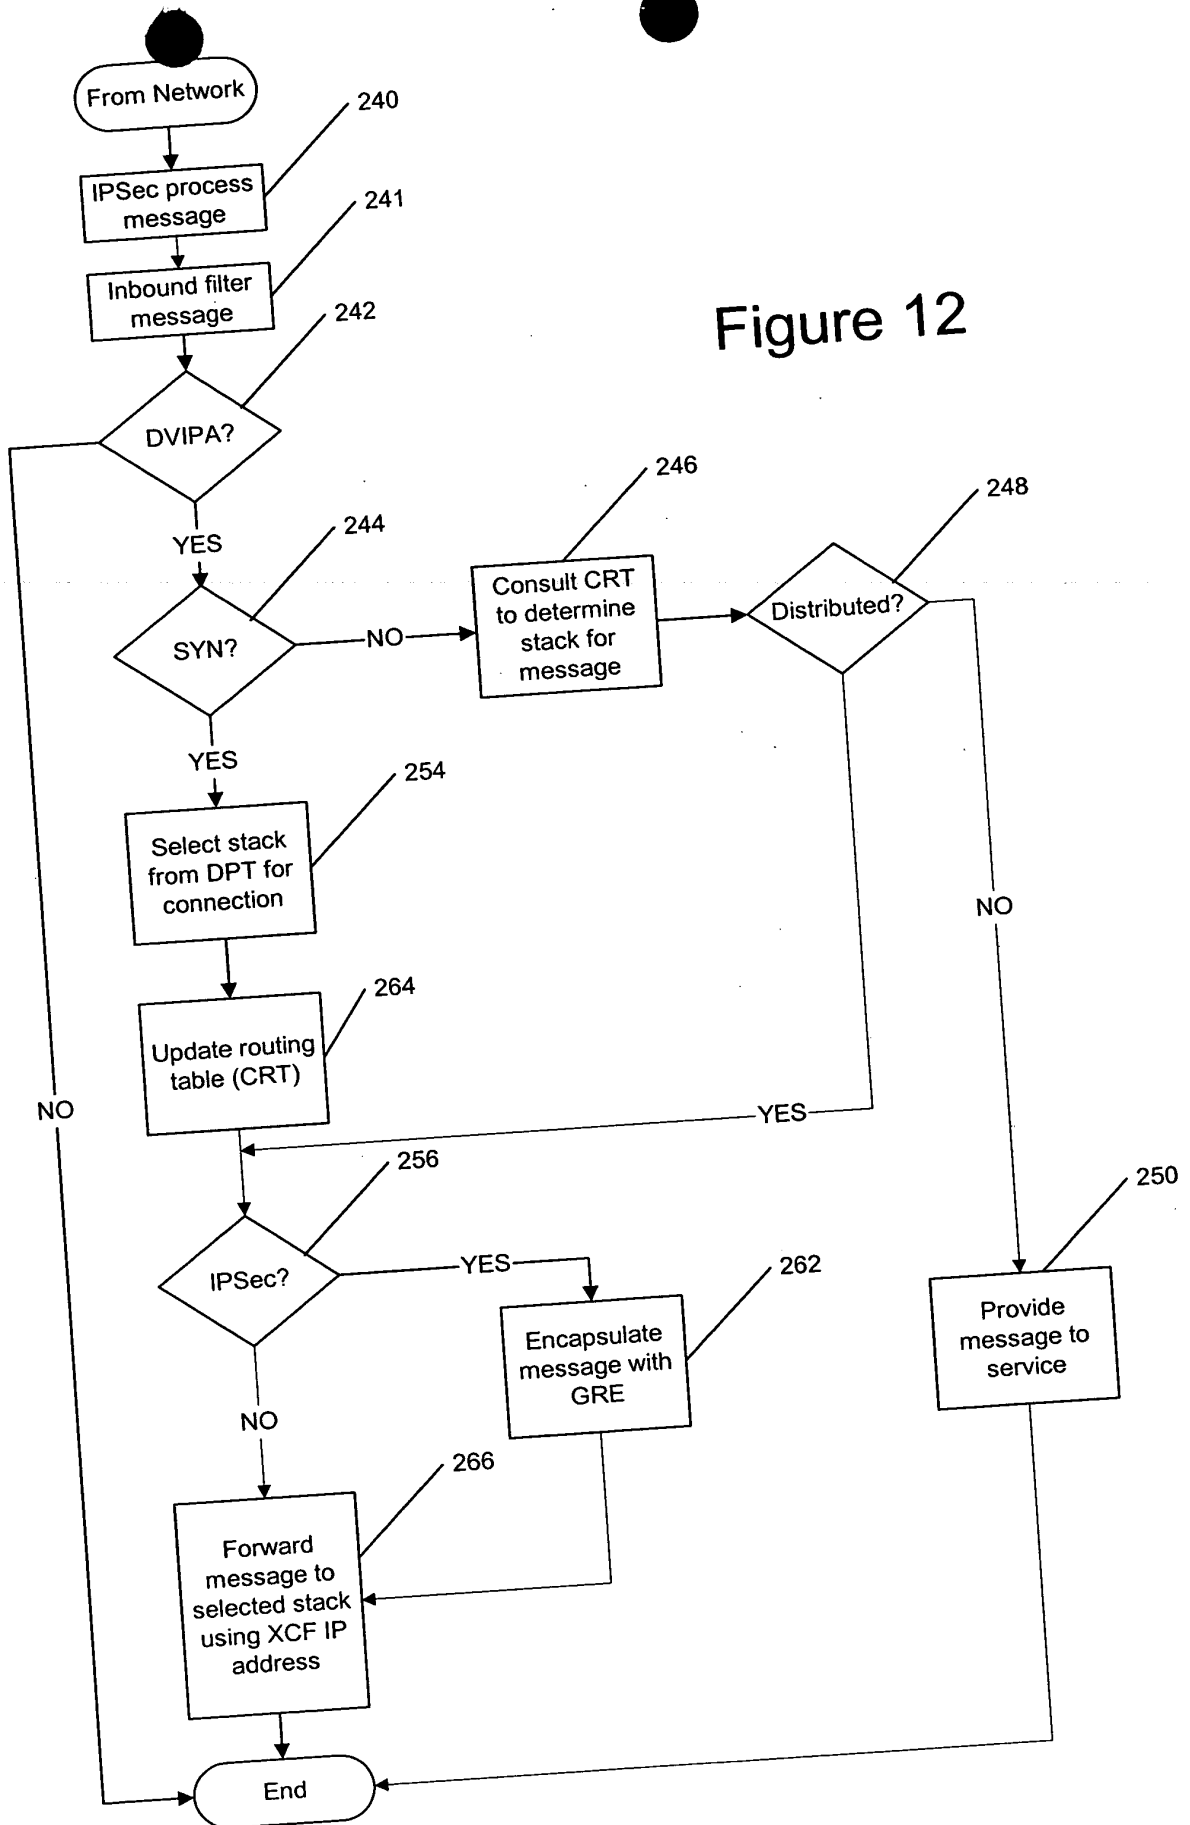 From Network
240
IPSec process
message
241
Inbound filter
message
242
Figure 12
DVIPA?
YES
244
246
248
SYN?
NO
Consult CRT
to determine
stack for
message
Distributed?
YES
254
Select stack
from DPT for
connection
NO
264
Update routing
table (CRT)
NO
YES
256
250
IPSec?
YES
262
Encapsulate
message with
GRE
Provide
message to
service
NO
266
Forward
message to
selected stack
using XCF IP
address
End